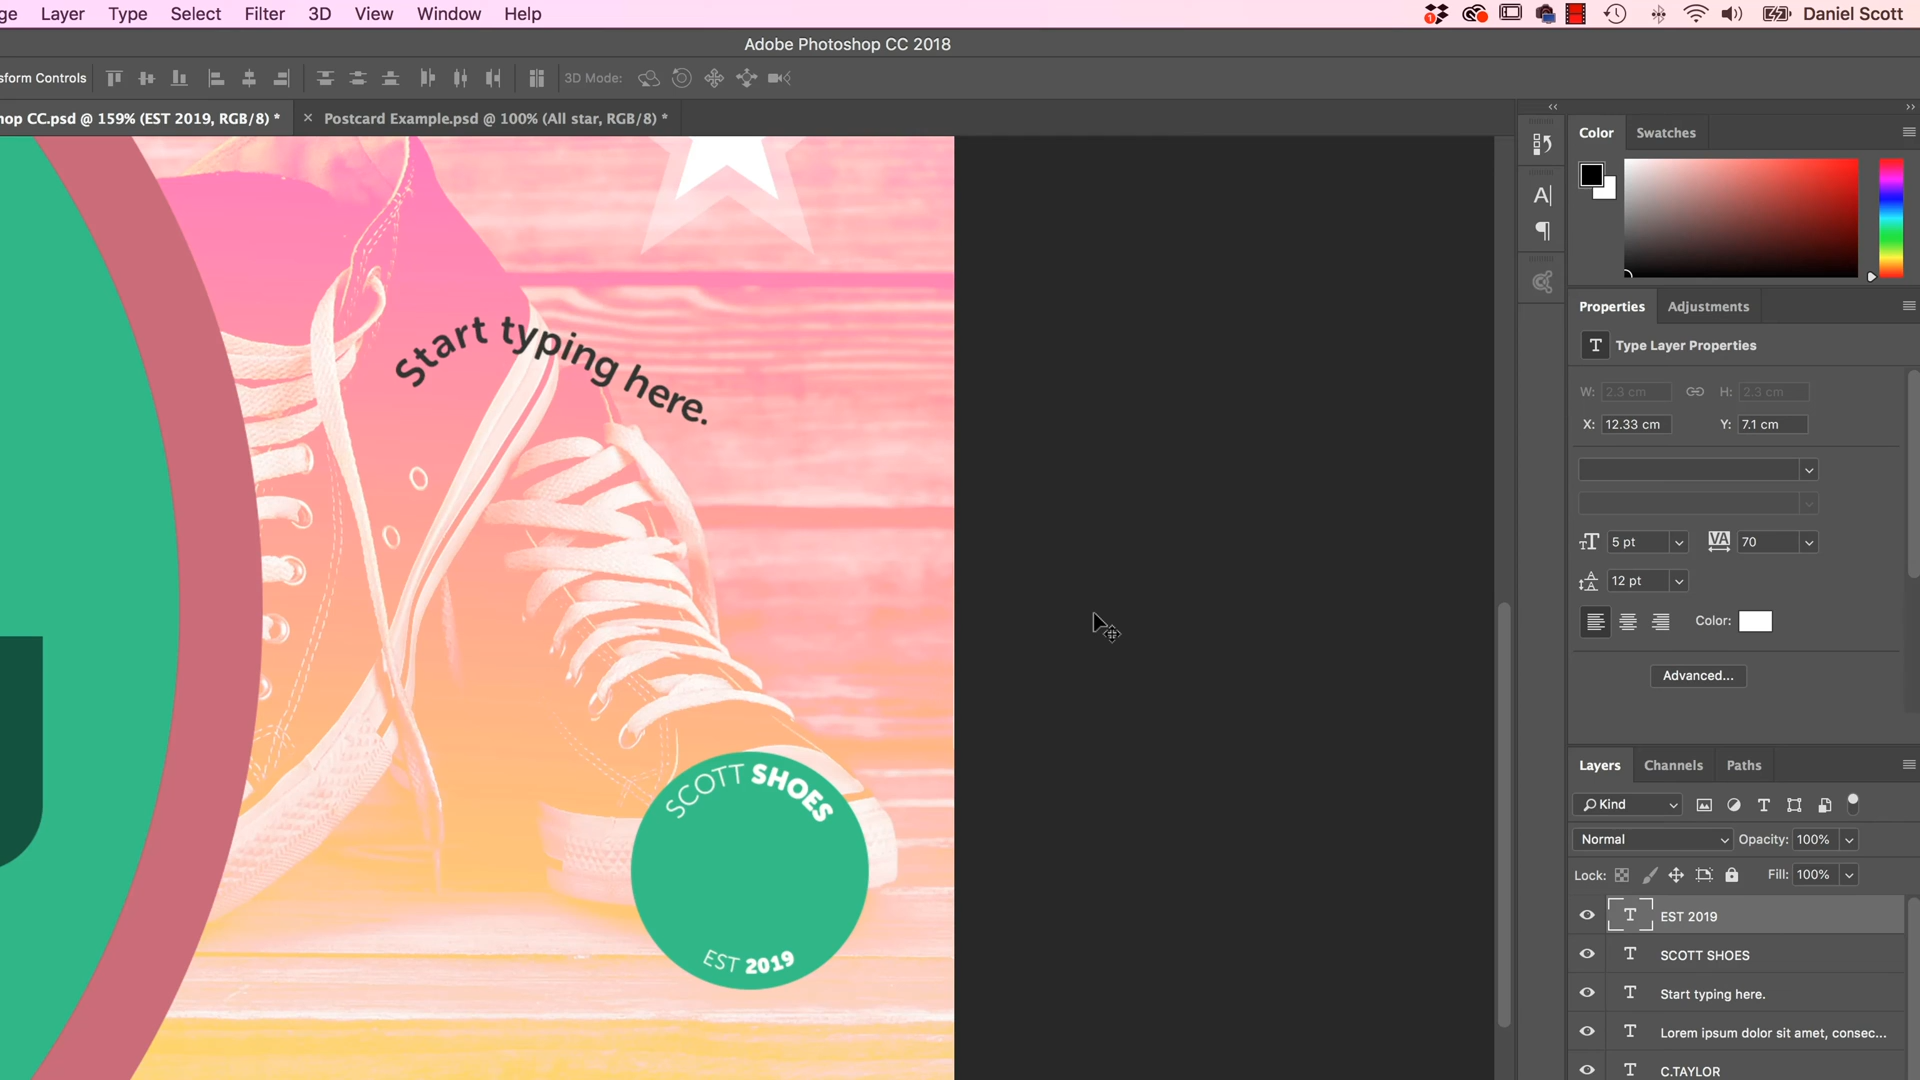 ge Layer Type Select Filter 3D View Window Help
1
Daniel Scott
Adobe Photoshop CC 2018
sform Controls
3D Mode:
hop CC.psd @ 159% (EST 2019, RGB/8) *
× Postcard Example.psd @ 100% (All star, RGB/8) *
Color Swatches
Properties Adjustments
T Type Layer Properties
W: 2.3 cm H: 2.3 cm
X: 12.33 cm Y: 7.1 cm
5 pt 70
12 pt
Color:
Advanced...
Start typing here.
SCOTT SHOES
EST 2019
Layers Channels Paths
Kind
Normal Opacity: 100%
Lock: Fill: 100%
T EST 2019
T SCOTT SHOES
T Start typing here.
T Lorem ipsum dolor sit amet, consec...
T C.TAYLOR